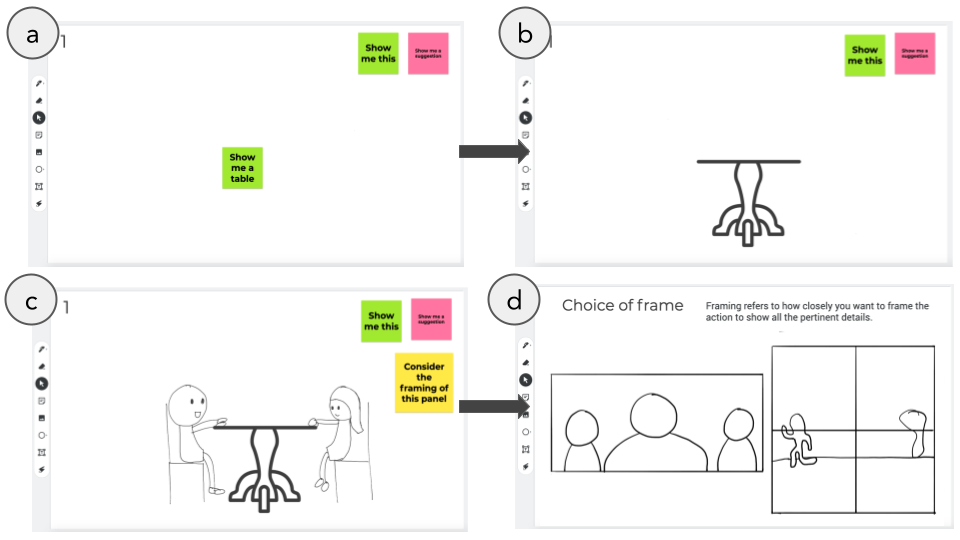 a
1
Show
me this
Show me a
suggestion
Show
me a
table
b
1
Show
me this
Show me a
suggestion
c
1
Show
me this
Show me a
suggestion
Consider
the
framing of
this panel
d
Choice of frame
Framing refers to how closely you want to frame the
action to show all the pertinent details.